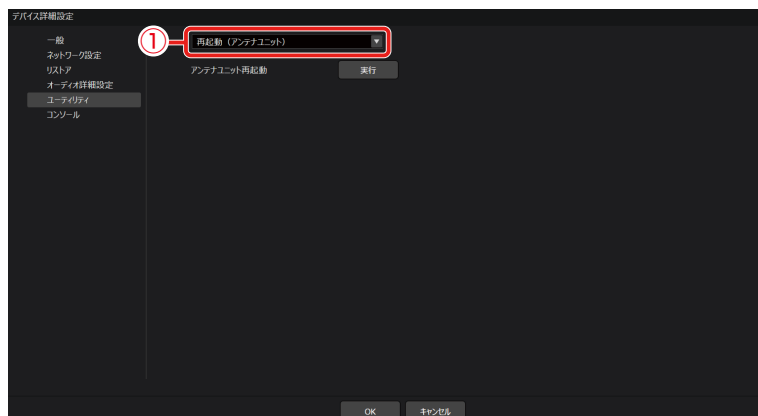 デバイス詳細設定
一般
ネットワーク設定
リストア
オーディオ詳細設定
ユーティリティ
コンソール
①
再起動（アンテナユニット）
アンテナユニット再起動 実行
OK キャンセル